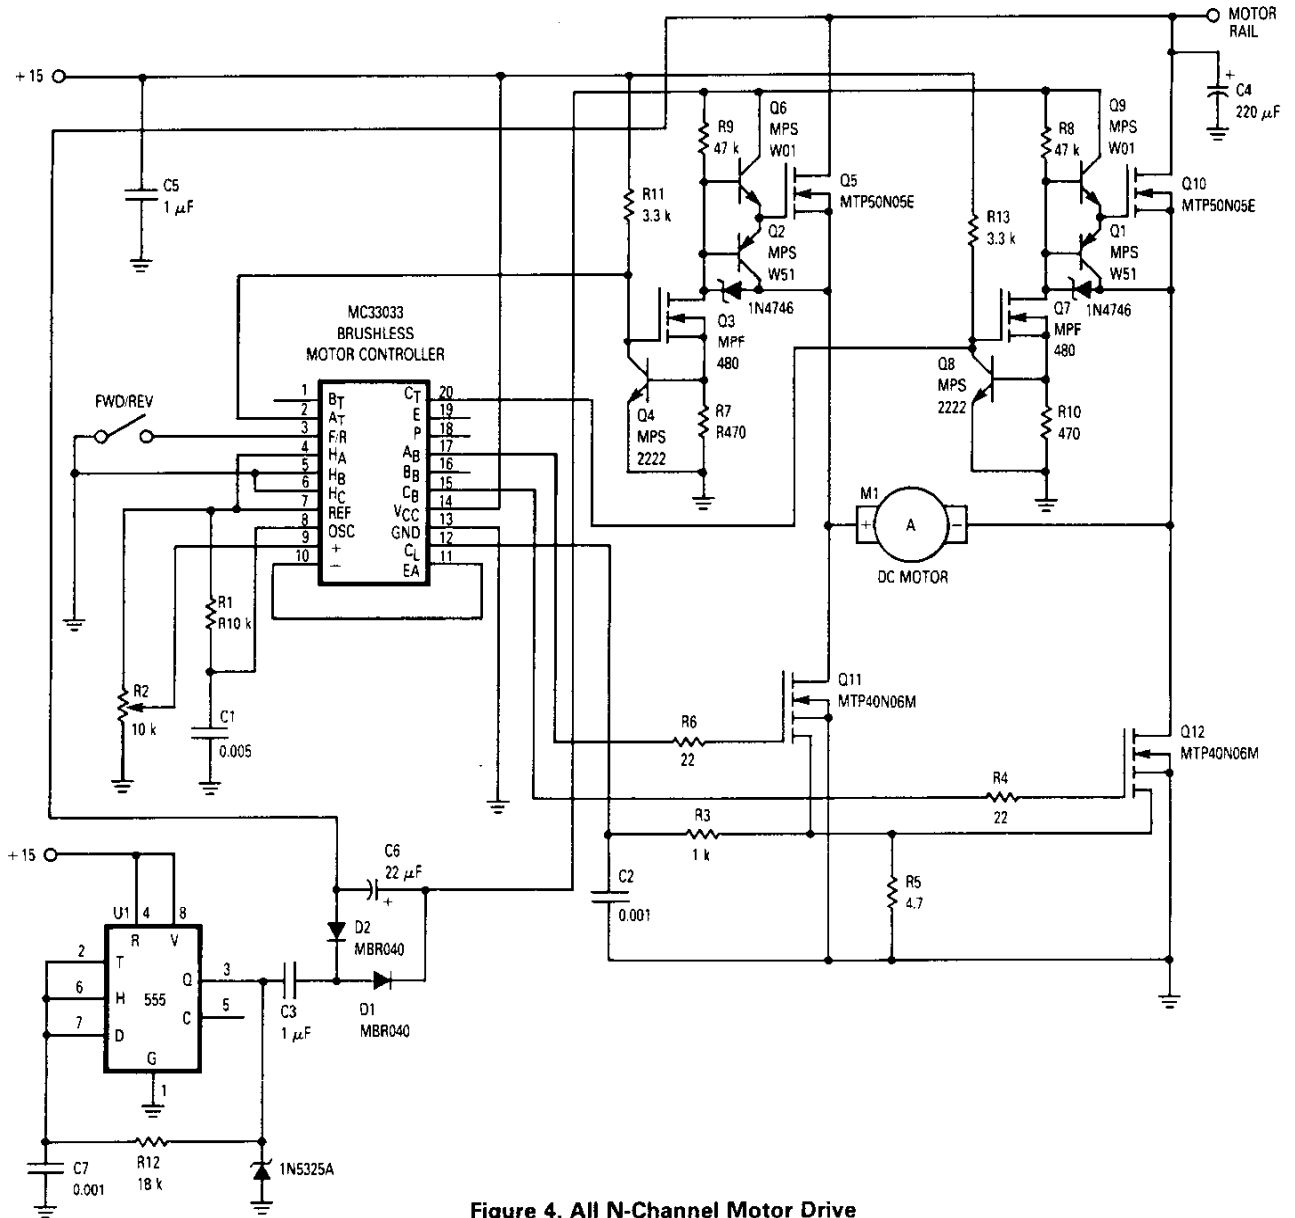 MOTOR
RAIL
+15
+
C4
220 μF
Q6
MPS
W01
Q9
MPS
W01
R9
47 k
R8
47 k
C5
1 μF
R11
3.3 k
Q5
MTP50N05E
Q10
MTP50N05E
R13
3.3 k
Q2
MPS
W51
Q1
MPS
W51
1N4746
1N4746
MC33033
BRUSHLESS
MOTOR CONTROLLER
Q3
MPF
480
Q7
MPF
480
Q8
MPS
2222
Q4
MPS
2222
R7
R470
R10
470
FWD/REV
1 BT CT 20
2 AT E 19
3 F/R P 18
4 HA AB 17
5 HB BB 16
6 HC CB 15
7 REF VCC 14
8 OSC GND 13
9 + CL 12
10 − EA 11
M1
+ A −
DC MOTOR
R1
R10 k
R2
10 k
C1
0.005
Q11
MTP40N06M
R6
22
Q12
MTP40N06M
R4
22
R3
1 k
+15
C6
22 μF
+
C2
0.001
R5
4.7
U1 4 8
R V
D2
MBR040
2 T Q 3
6 H 555
C 5
7 D
G
1
C3
1 μF
D1
MBR040
R12
18 k
C7
0.001
1N5325A
Figure 4. All N-Channel Motor Drive